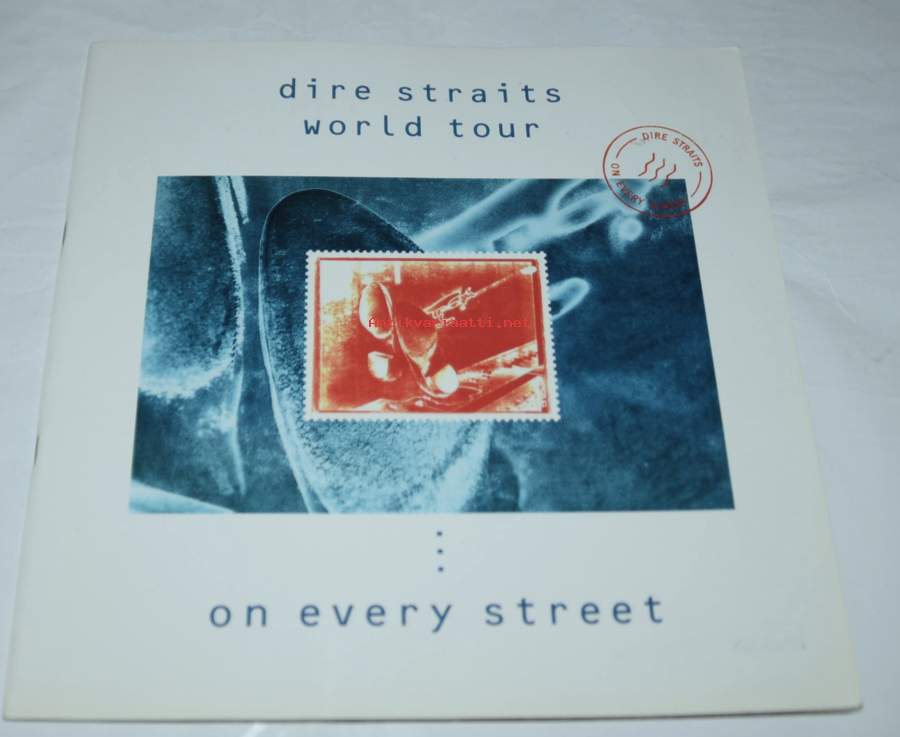 dire straits
world tour
DIRE STRAITS
ON EVERY STREET
Antikvariaatti.net
on every street